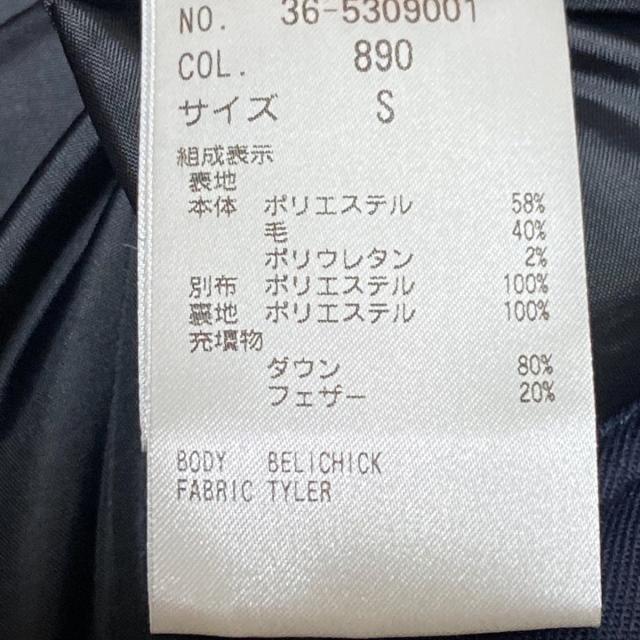 NO. 36-5309001
COL. 890
サイズ S
組成表示
表地
本体 ポリエステル 58%
毛 40%
ポリウレタン 2%
別布 ポリエステル 100%
裏地 ポリエステル 100%
充填物
ダウン 80%
フェザー 20%
BODY BELICHICK
FABRIC TYLER